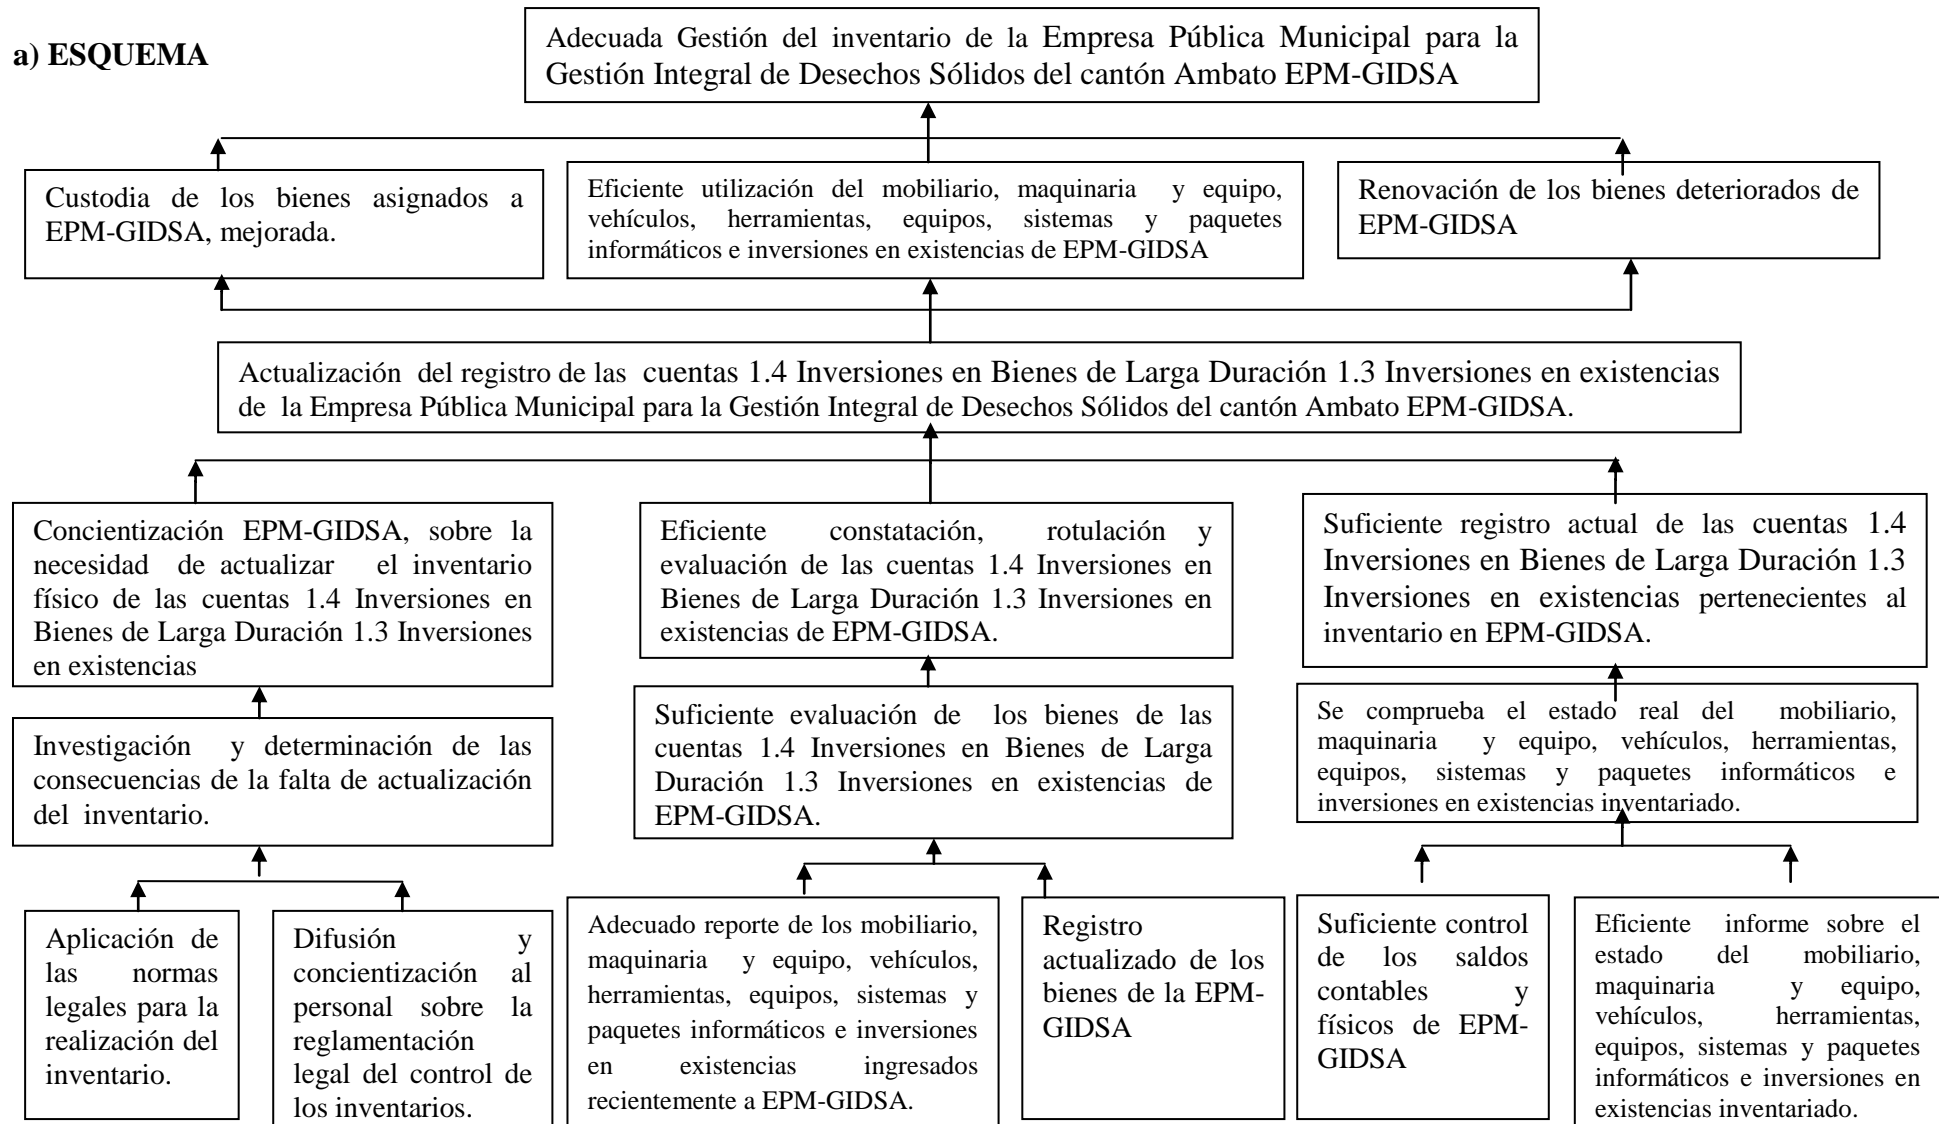 a) ESQUEMA
Adecuada Gestión del inventario de la Empresa Pública Municipal para la
Gestión Integral de Desechos Sólidos del cantón Ambato EPM-GIDSA
Custodia de los bienes asignados a
EPM-GIDSA, mejorada.
Eficiente utilización del mobiliario, maquinaria y equipo,
vehículos, herramientas, equipos, sistemas y paquetes
informáticos e inversiones en existencias de EPM-GIDSA
Renovación de los bienes deteriorados de
EPM-GIDSA
Actualización del registro de las cuentas 1.4 Inversiones en Bienes de Larga Duración 1.3 Inversiones en existencias
de la Empresa Pública Municipal para la Gestión Integral de Desechos Sólidos del cantón Ambato EPM-GIDSA.
Concientización EPM-GIDSA, sobre la
necesidad de actualizar el inventario
físico de las cuentas 1.4 Inversiones en
Bienes de Larga Duración 1.3 Inversiones
en existencias
Eficiente constatación, rotulación y
evaluación de las cuentas 1.4 Inversiones en
Bienes de Larga Duración 1.3 Inversiones en
existencias de EPM-GIDSA.
Suficiente registro actual de las cuentas 1.4
Inversiones en Bienes de Larga Duración 1.3
Inversiones en existencias pertenecientes al
inventario en EPM-GIDSA.
Investigación y determinación de las
consecuencias de la falta de actualización
del inventario.
Suficiente evaluación de los bienes de las
cuentas 1.4 Inversiones en Bienes de Larga
Duración 1.3 Inversiones en existencias de
EPM-GIDSA.
Se comprueba el estado real del mobiliario,
maquinaria y equipo, vehículos, herramientas,
equipos, sistemas y paquetes informáticos e
inversiones en existencias inventariado.
Aplicación de
las normas
legales para la
realización del
inventario.
Difusión y
concientización al
personal sobre la
reglamentación
legal del control de
los inventarios.
Adecuado reporte de los mobiliario,
maquinaria y equipo, vehículos,
herramientas, equipos, sistemas y
paquetes informáticos e inversiones
en existencias ingresados
recientemente a EPM-GIDSA.
Registro
actualizado de los
bienes de la EPM-
GIDSA
Suficiente control
de los saldos
contables y
físicos de EPM-
GIDSA
Eficiente informe sobre el
estado del mobiliario,
maquinaria y equipo,
vehículos, herramientas,
equipos, sistemas y paquetes
informáticos e inversiones en
existencias inventariado.